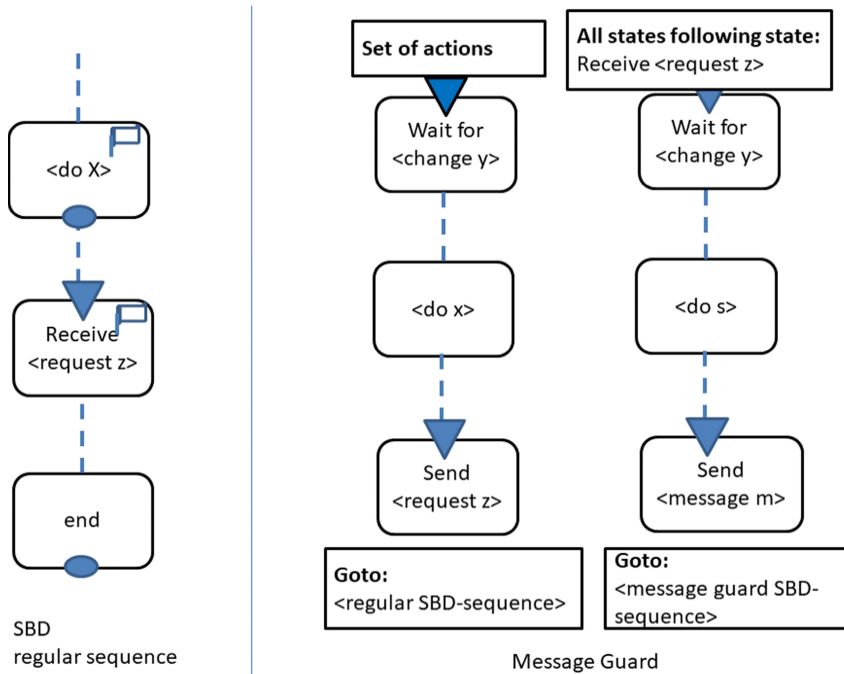 <do X>
Receive
<request z>
end
SBD
regular sequence
Set of actions
Wait for
<change y>
<do x>
Send
<request z>
Goto:
<regular SBD-sequence>
All states following state:
Receive <request z>
Wait for
<change y>
<do s>
Send
<message m>
Goto:
<message guard SBD-
sequence>
Message Guard